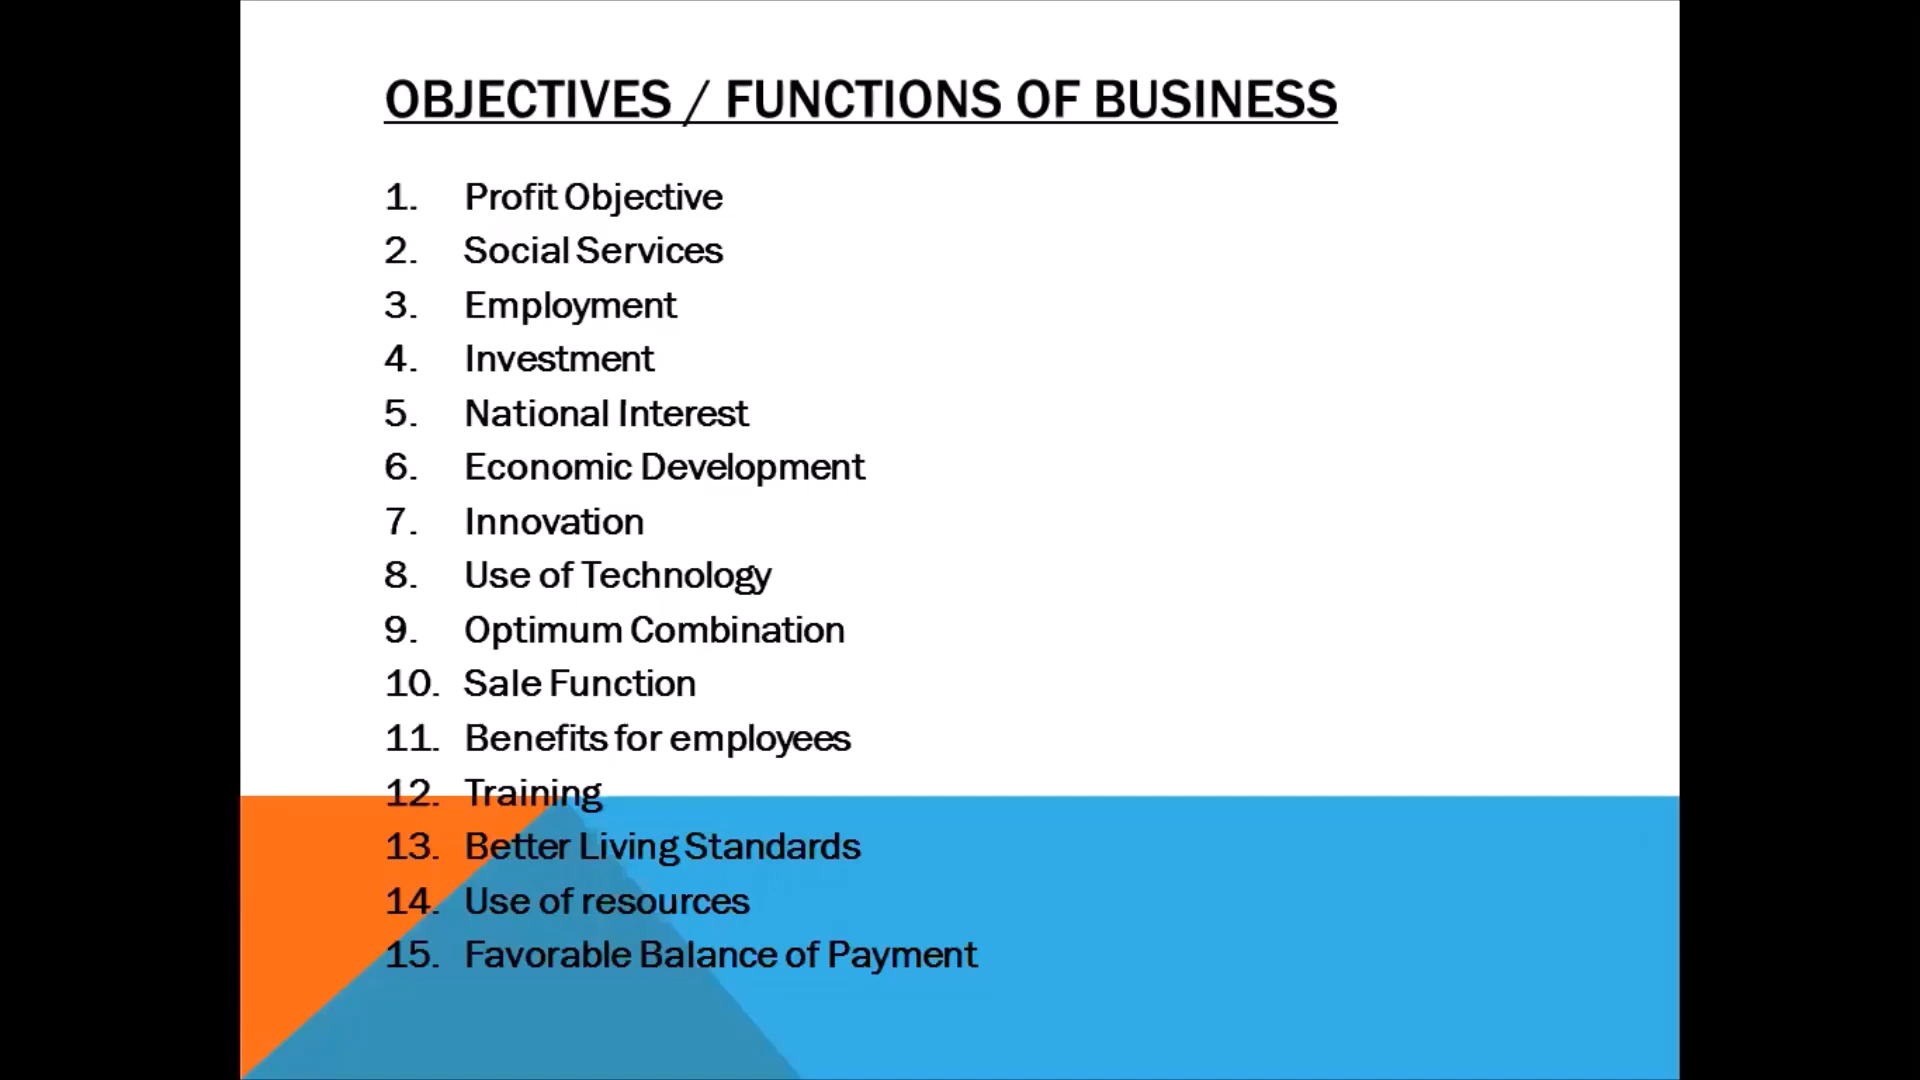 OBJECTIVES / FUNCTIONS OF BUSINESS
1. Profit Objective
2. Social Services
3. Employment
4. Investment
5. National Interest
6. Economic Development
7. Innovation
8. Use of Technology
9. Optimum Combination
10. Sale Function
11. Benefits for employees
12. Training
13. Better Living Standards
14. Use of resources
15. Favorable Balance of Payment